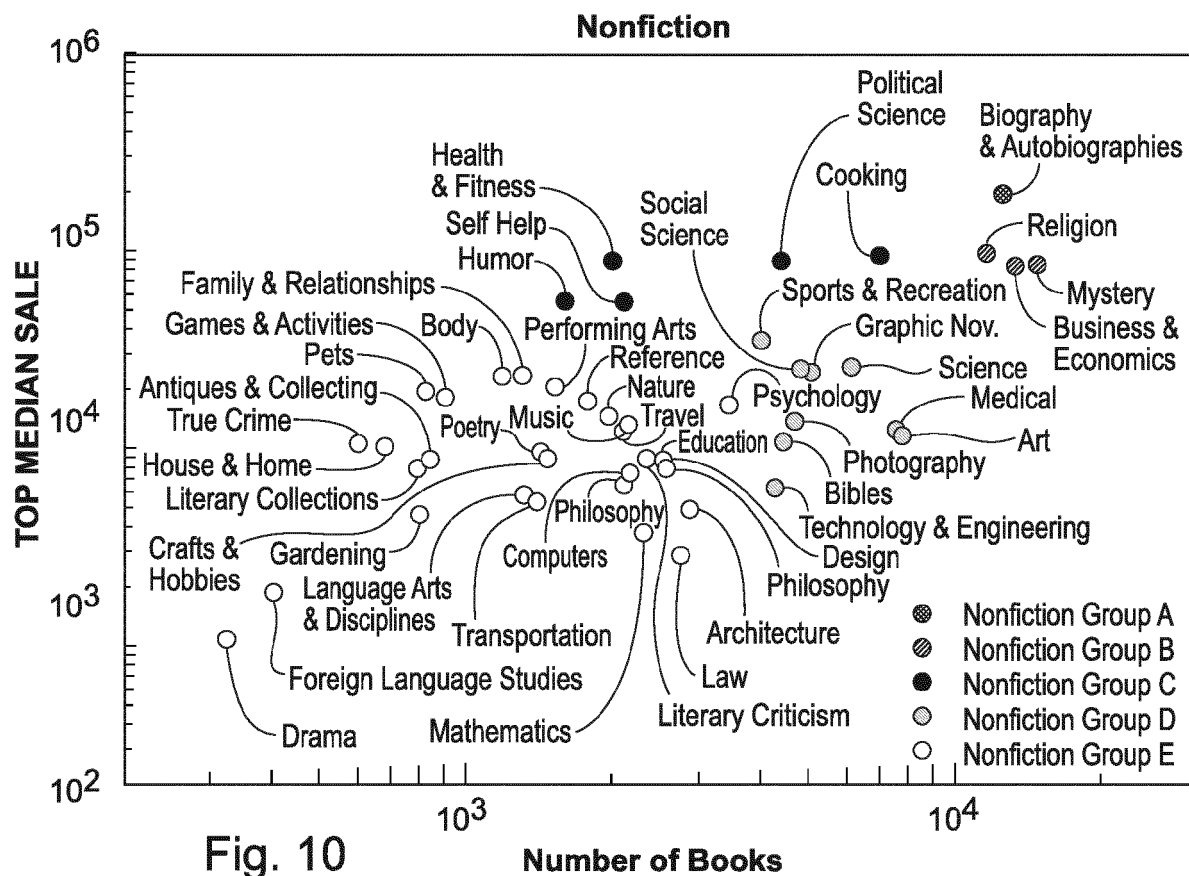 Nonfiction
10^6
10^5
10^4
10^3
10^2
TOP MEDIAN SALE
Political
Science
Biography
& Autobiographies
Health
& Fitness
Cooking
Social
Science
Self Help
Religion
Humor
Family & Relationships
Sports & Recreation
Mystery
Games & Activities
Body
Performing Arts
Graphic Nov.
Business &
Economics
Pets
Reference
Science
Antiques & Collecting
Nature
Psychology
Medical
True Crime
Poetry
Music
Travel
Education
Art
House & Home
Photography
Literary Collections
Bibles
Philosophy
Technology & Engineering
Crafts &
Hobbies
Gardening
Computers
Design
Language Arts
& Disciplines
Philosophy
Transportation
Architecture
Foreign Language Studies
Law
Literary Criticism
Mathematics
Drama
Nonfiction Group A
Nonfiction Group B
Nonfiction Group C
Nonfiction Group D
Nonfiction Group E
10^3
10^4
Fig. 10
Number of Books